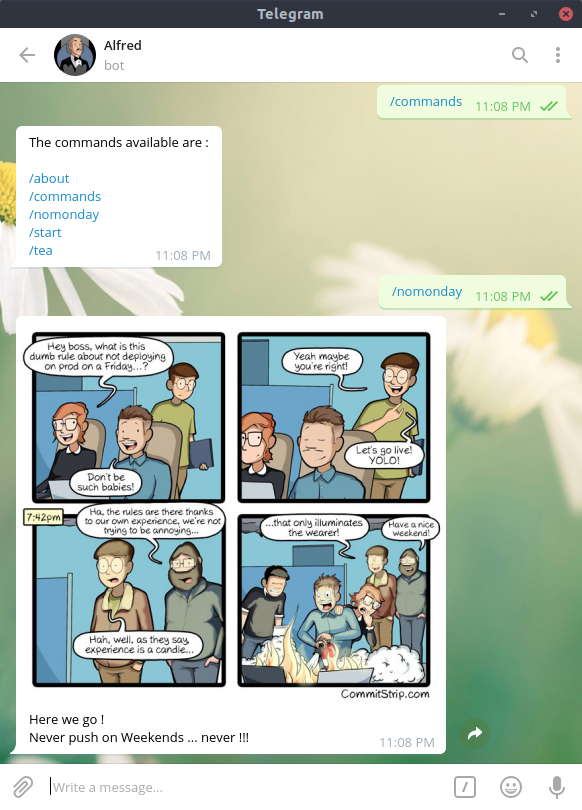 Telegram
Alfred
bot
/commands
11:08 PM
The commands available are :
/about
/commands
/nomonday
/start
/tea
11:08 PM
/nomonday
11:08 PM
Hey boss, what is this
dumb rule about not deploying
on prod on a Friday...?
Don't be
such babies!
Yeah maybe
you're right!
Let's go live!
YOLO!
7:42pm
Ha, the rules are there thanks
to our own experience, we're not
trying to be annoying...
Hah, well, as they say,
experience is a candle...
...that only illuminates
the wearer!
Have a nice
weekend!
CommitStrip.com
Here we go !
Never push on Weekends ... never !!!
11:08 PM
Write a message...